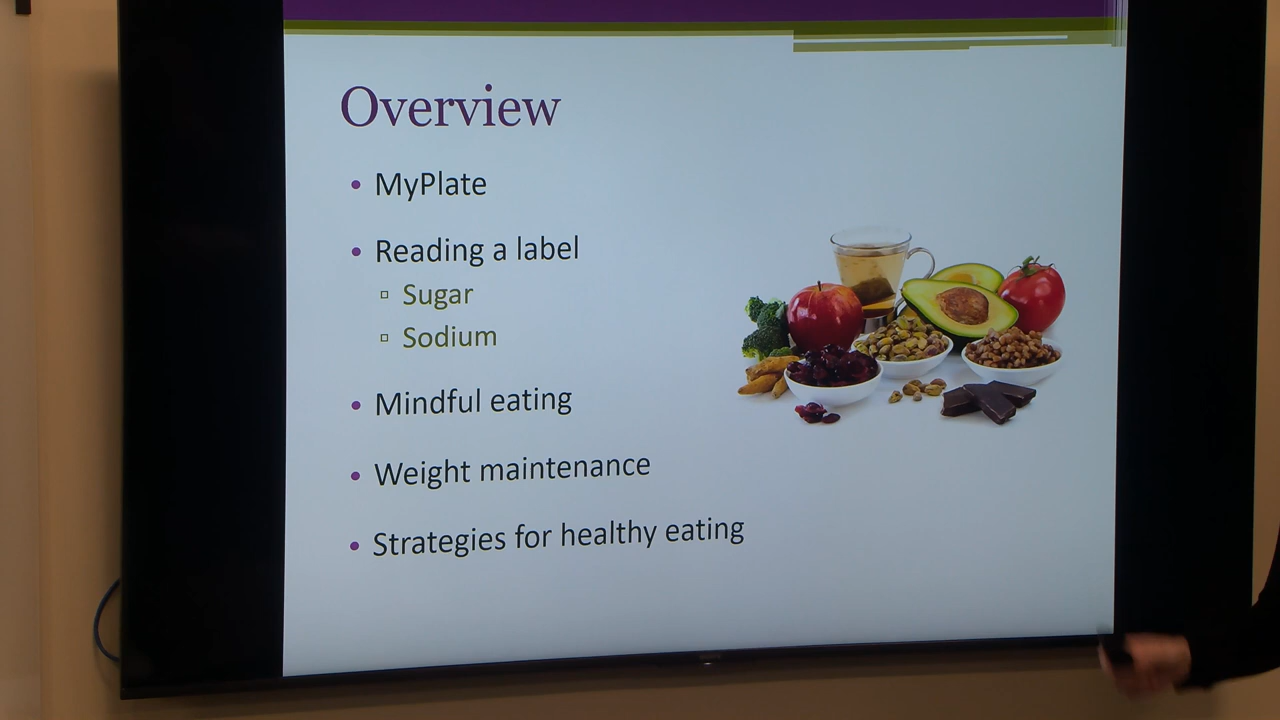 Overview
• MyPlate
• Reading a label
▫ Sugar
▫ Sodium
• Mindful eating
• Weight maintenance
• Strategies for healthy eating